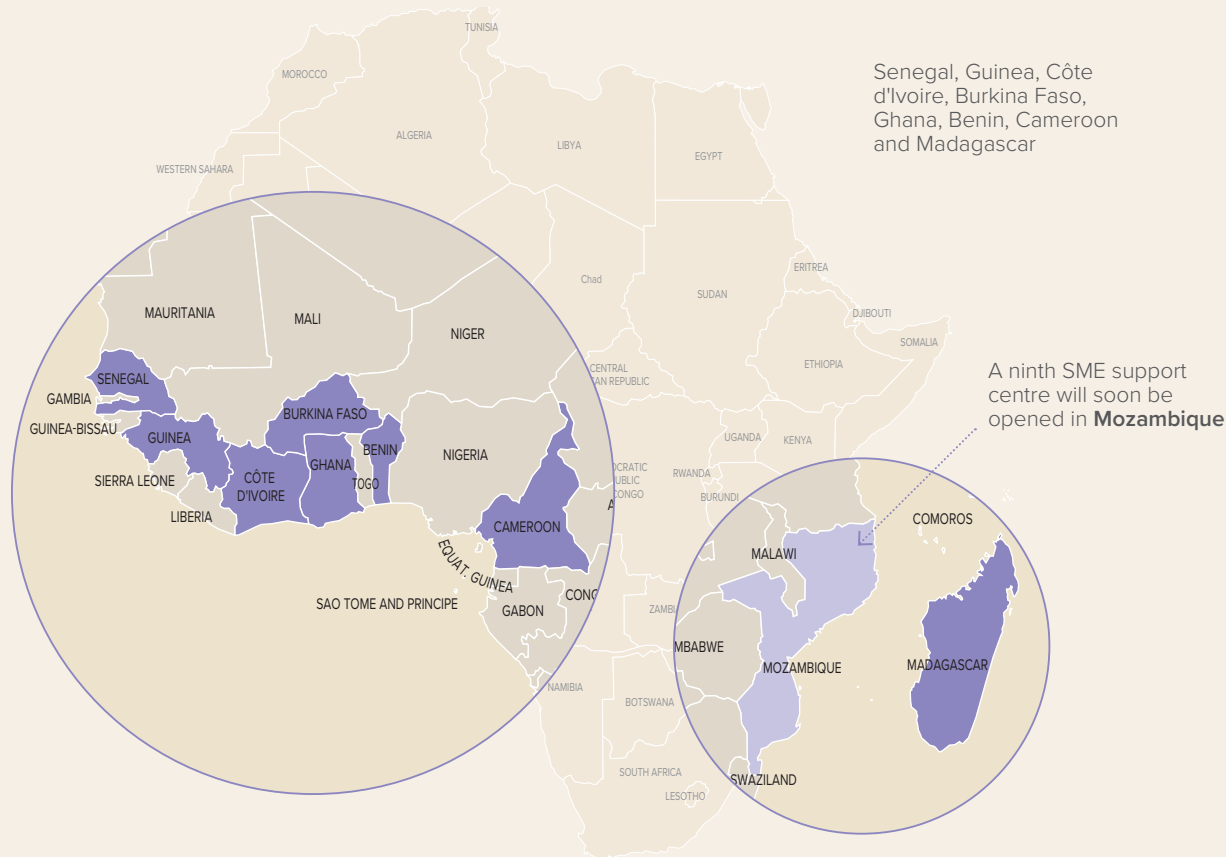 TUNISIA
MOROCCO
ALGERIA
LIBYA
EGYPT
WESTERN SAHARA
Senegal, Guinea, Côte
d'Ivoire, Burkina Faso,
Ghana, Benin, Cameroon
and Madagascar
MAURITANIA
MALI
NIGER
Chad
SUDAN
ERITREA
DJIBOUTI
SOMALIA
ETHIOPIA
CENTRAL
AN REPUBLIC
SENEGAL
GAMBIA
GUINEA-BISSAU
GUINEA
SIERRA LEONE
LIBERIA
CÔTE
D'IVOIRE
BURKINA FASO
GHANA
TOGO
BENIN
NIGERIA
CAMEROON
EQUAT. GUINEA
SAO TOME AND PRINCIPE
GABON
CONG
A
OCRATIC
UBLIC
CONGO
UGANDA
KENYA
RWANDA
BURUNDI
A ninth SME support
centre will soon be
opened in Mozambique
COMOROS
MALAWI
ZAMBI
MBABWE
MOZAMBIQUE
MADAGASCAR
NAMIBIA
BOTSWANA
SWAZILAND
SOUTH AFRICA
LESOTHO